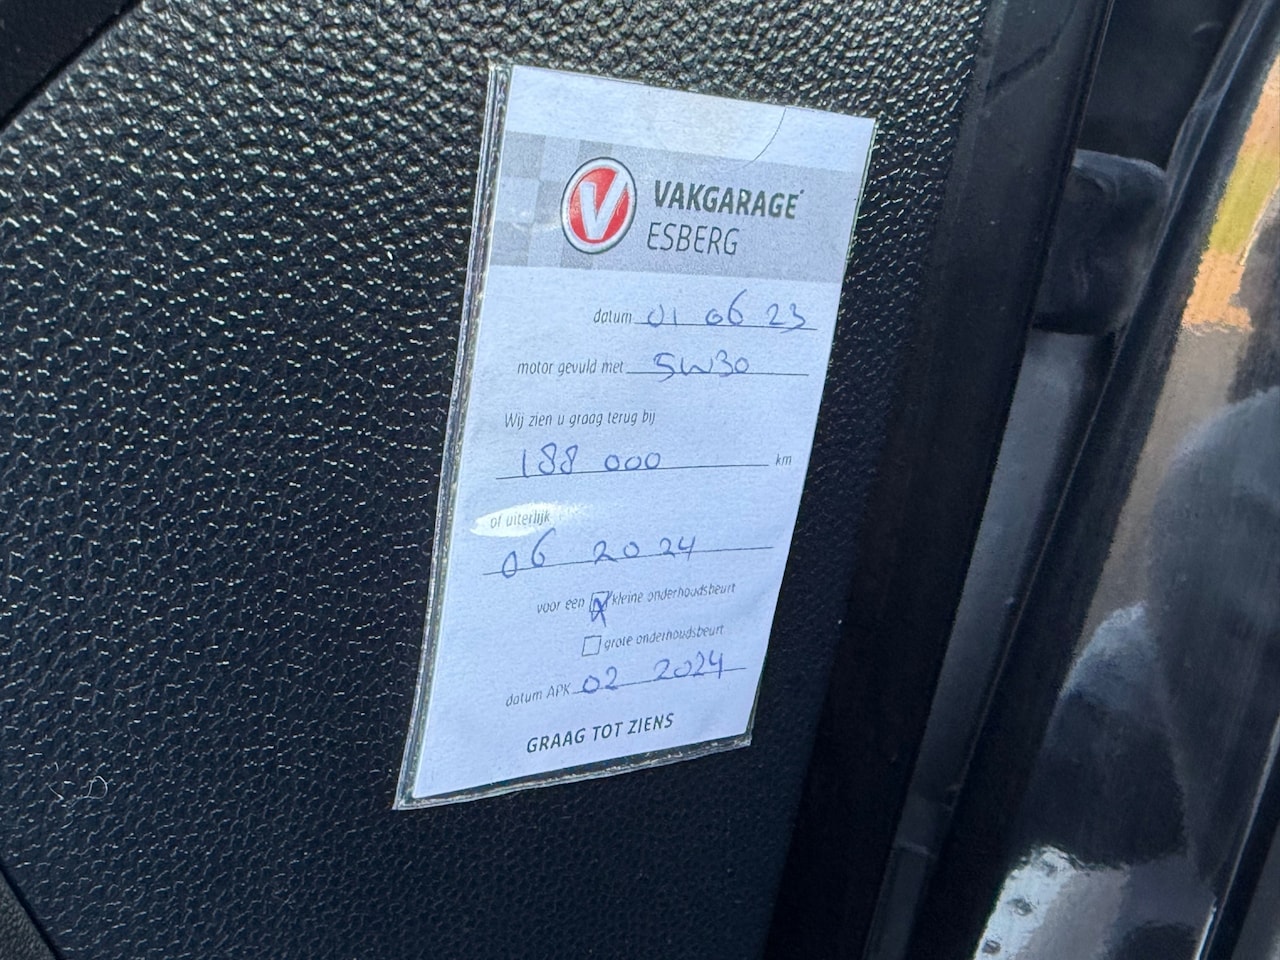 V VAKGARAGE
ESBERG
datum 01 06 23
motor gevuld met 5W30
Wij zien u graag terug bij
188 000 km
of uiterlijk
06 2024
voor een kleine onderhoudsbeurt
grote onderhoudsbeurt
datum APK 02 2024
GRAAG TOT ZIENS